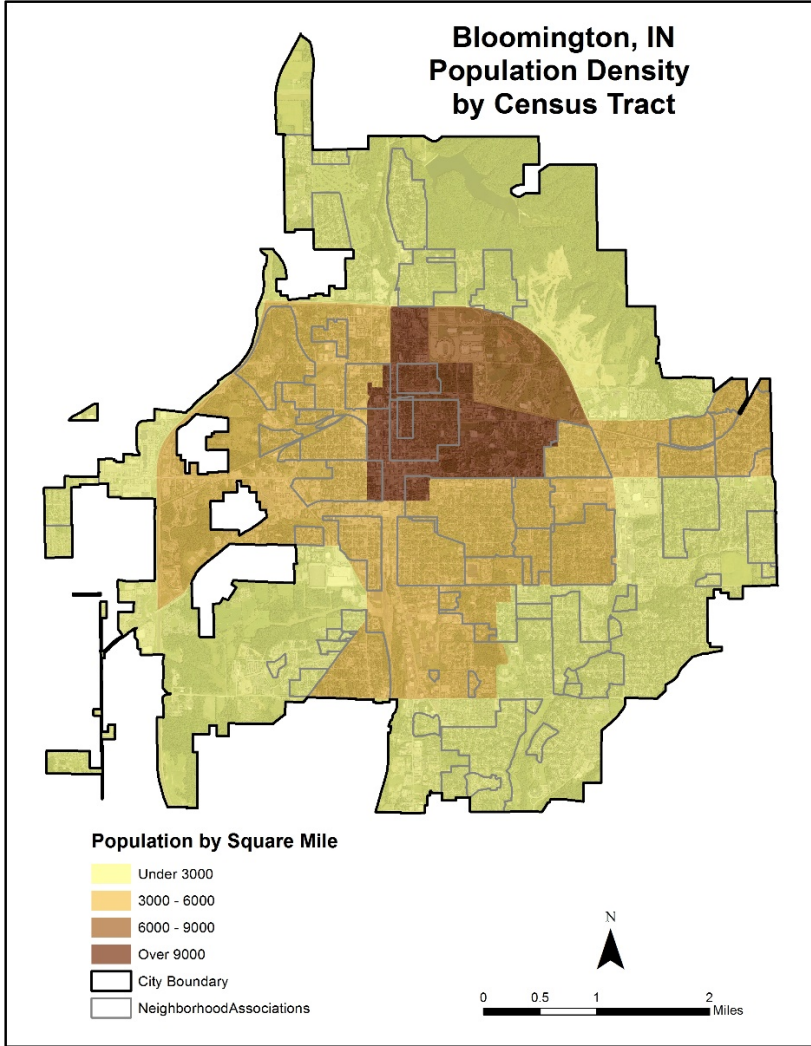 Bloomington, IN
Population Density
by Census Tract
Population by Square Mile
Under 3000
3000 - 6000
6000 - 9000
Over 9000
City Boundary
NeighborhoodAssociations
N
0 0.5 1 2
Miles